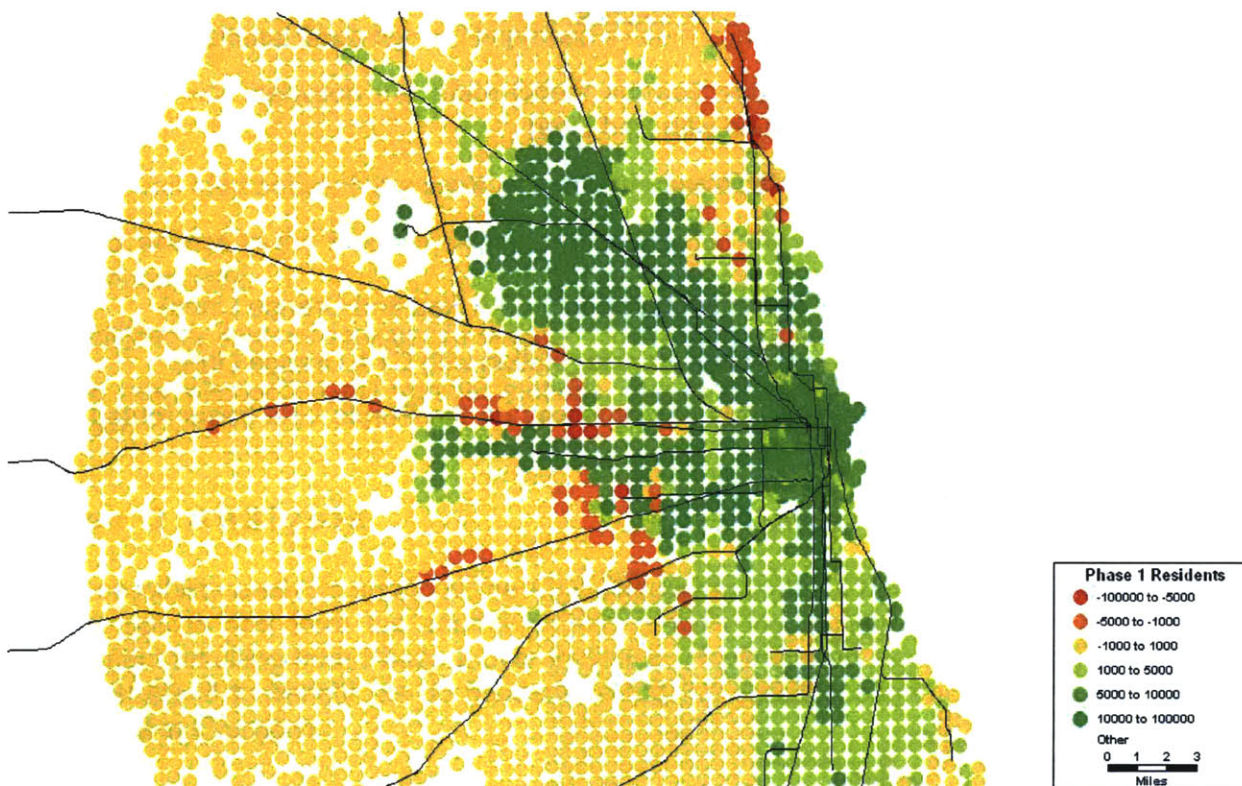 Phase 1 Residents
-100000 to -5000
-5000 to -1000
-1000 to 1000
1000 to 5000
5000 to 10000
10000 to 100000
Other
0 1 2 3
Miles